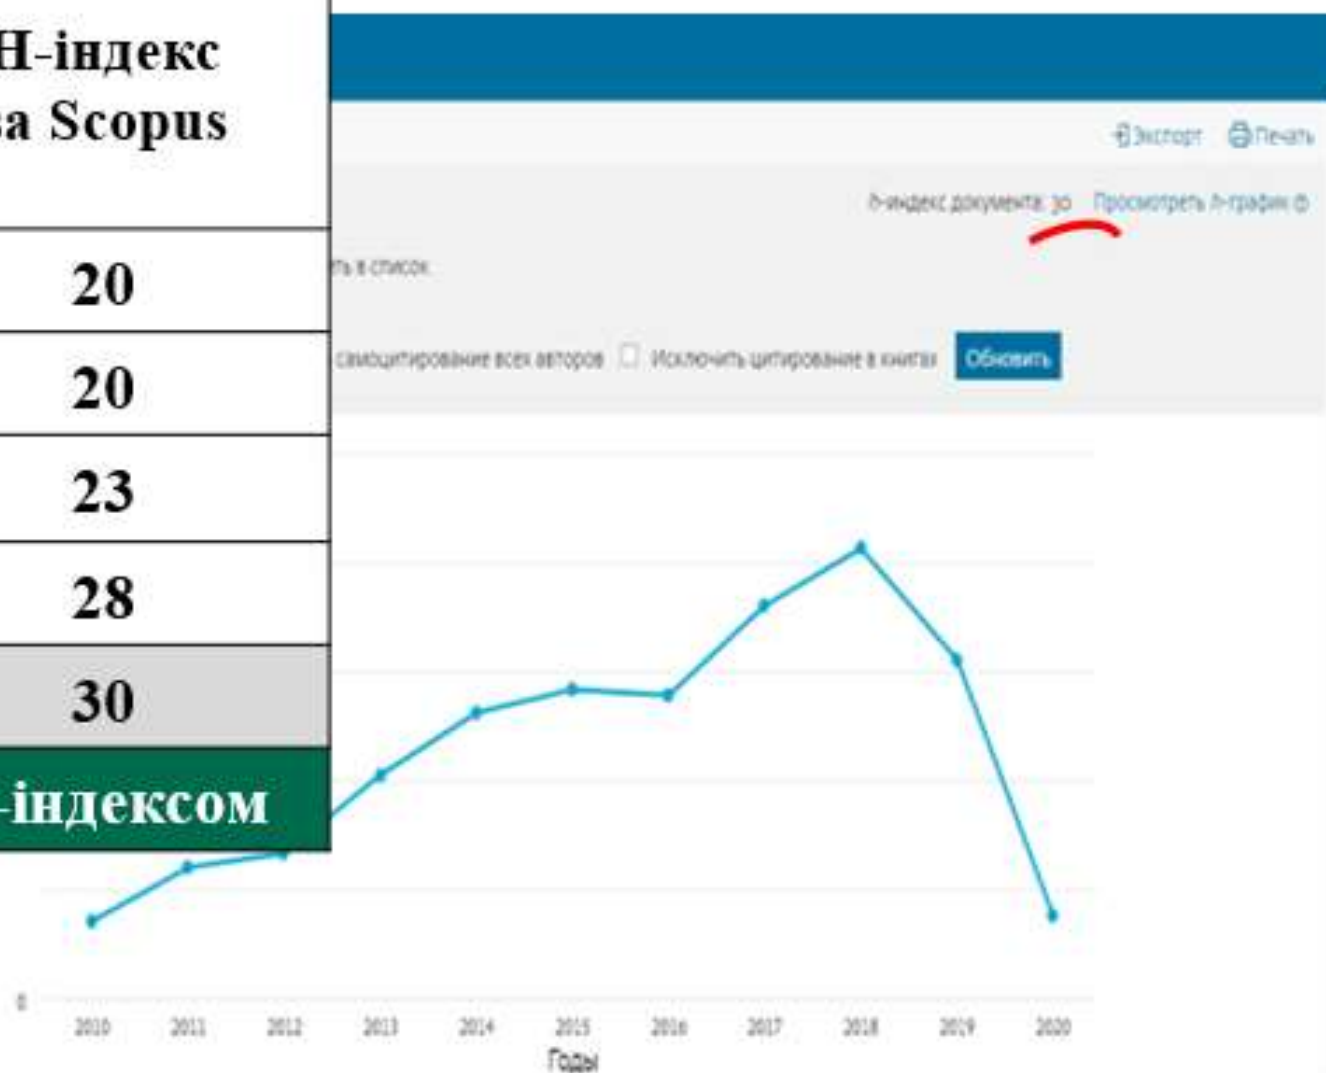 Н-індекс
за Scopus
20
20
23
28
30
-індексом
Экспорт Печать
h-индекс документа: 30 Просмотреть h-график
ть в список
самоцитирование всех авторов Исключить цитирование в книгах Обновить
0
2010 2011 2012 2013 2014 2015 2016 2017 2018 2019 2020
Годы